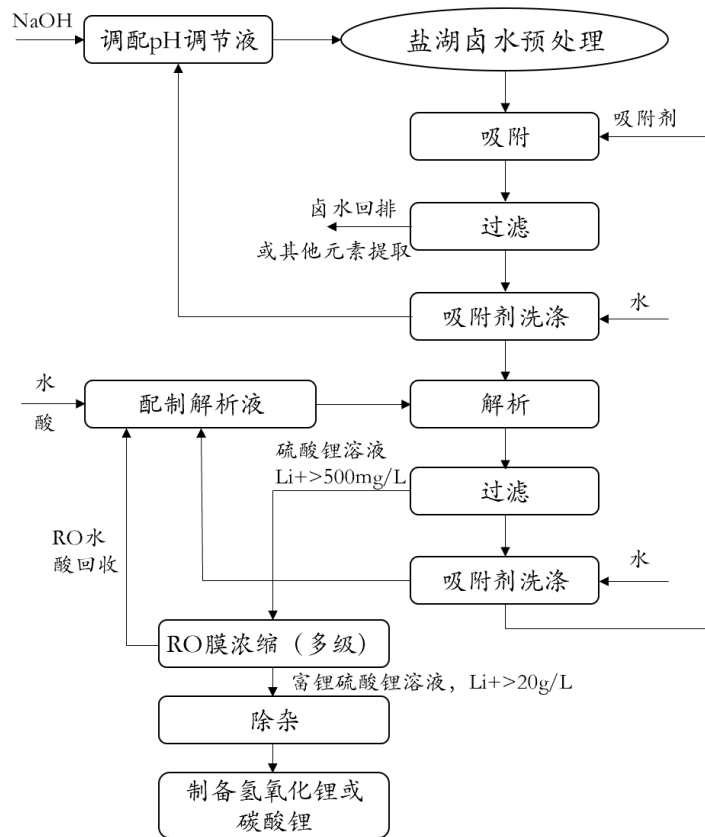 NaOH
调配pH调节液
盐湖卤水预处理
吸附
吸附剂
卤水回排
或其他元素提取
过滤
吸附剂洗涤
水
水
酸
配制解析液
解析
硫酸锂溶液
Li+>500mg/L
过滤
RO水
酸回收
吸附剂洗涤
水
RO膜浓缩（多级）
富锂硫酸锂溶液，Li+>20g/L
除杂
制备氢氧化锂或
碳酸锂